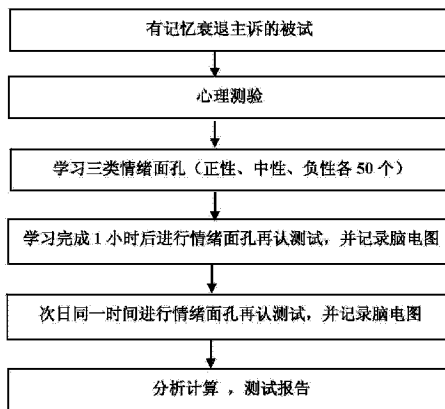 有记忆衰退主诉的被试
心理测验
学习三类情绪面孔（正性、中性、负性各 50 个）
学习完成 1 小时后进行情绪面孔再认测试，并记录脑电图
次日同一时间进行情绪面孔再认测试，并记录脑电图
分析计算 ，测试报告